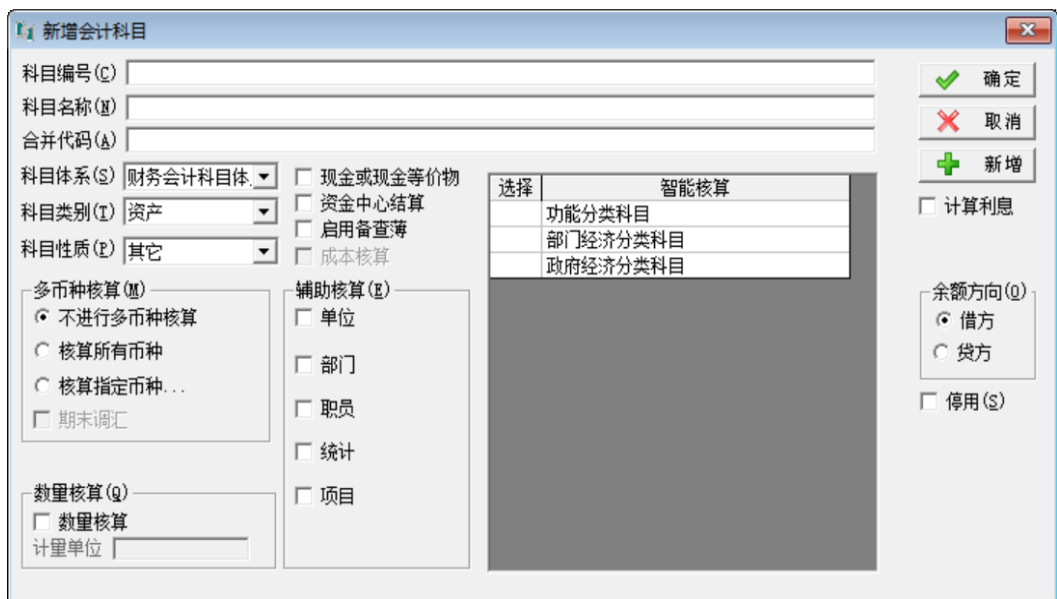 新增会计科目
科目编号(C)
确定
科目名称(N)
取消
合并代码(A)
新增
科目体系(S) 财务会计科目体
现金或现金等价物
选择 智能核算
资金中心结算
计算利息
科目类别(T) 资产
功能分类科目
启用备查薄
部门经济分类科目
科目性质(P) 其它
成本核算
政府经济分类科目
多币种核算(M)
辅助核算(E)
余额方向(O)
不进行多币种核算
单位
借方
核算所有币种
部门
贷方
核算指定币种...
职员
停用(S)
期末调汇
统计
数量核算(Q)
项目
数量核算
计量单位